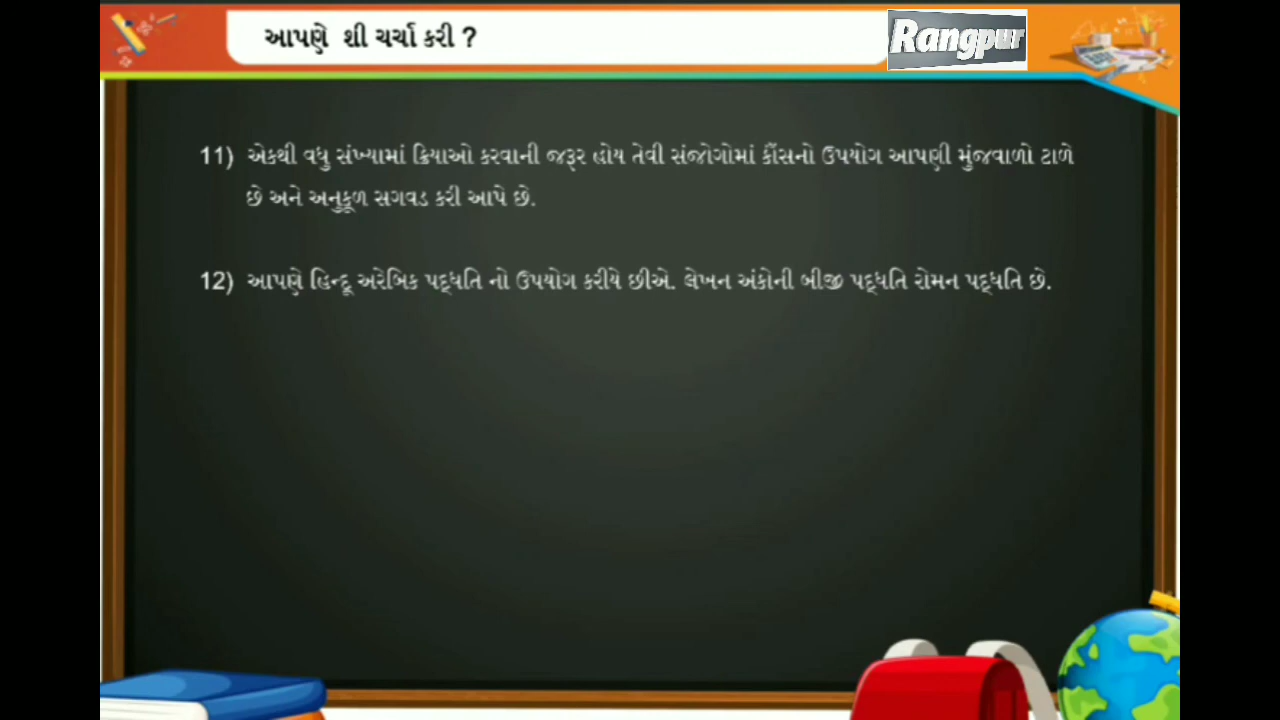 આપણે શી ચર્ચા કરી ?
Rangpur
11) એકથી વધુ સંખ્યામાં ક્રિયાઓ કરવાની જરૂર હોય તેવી સંજોગોમાં કૌંસનો ઉપયોગ આપણી મુંજવાળો ટાળે
છે અને અનુકૂળ સગવડ કરી આપે છે.
12) આપણે હિન્દૂ અરેબિક પદ્ધતિ નો ઉપયોગ કરીયે છીએ. લેખન અંકોની બીજી પદ્ધતિ રોમન પદ્ધતિ છે.